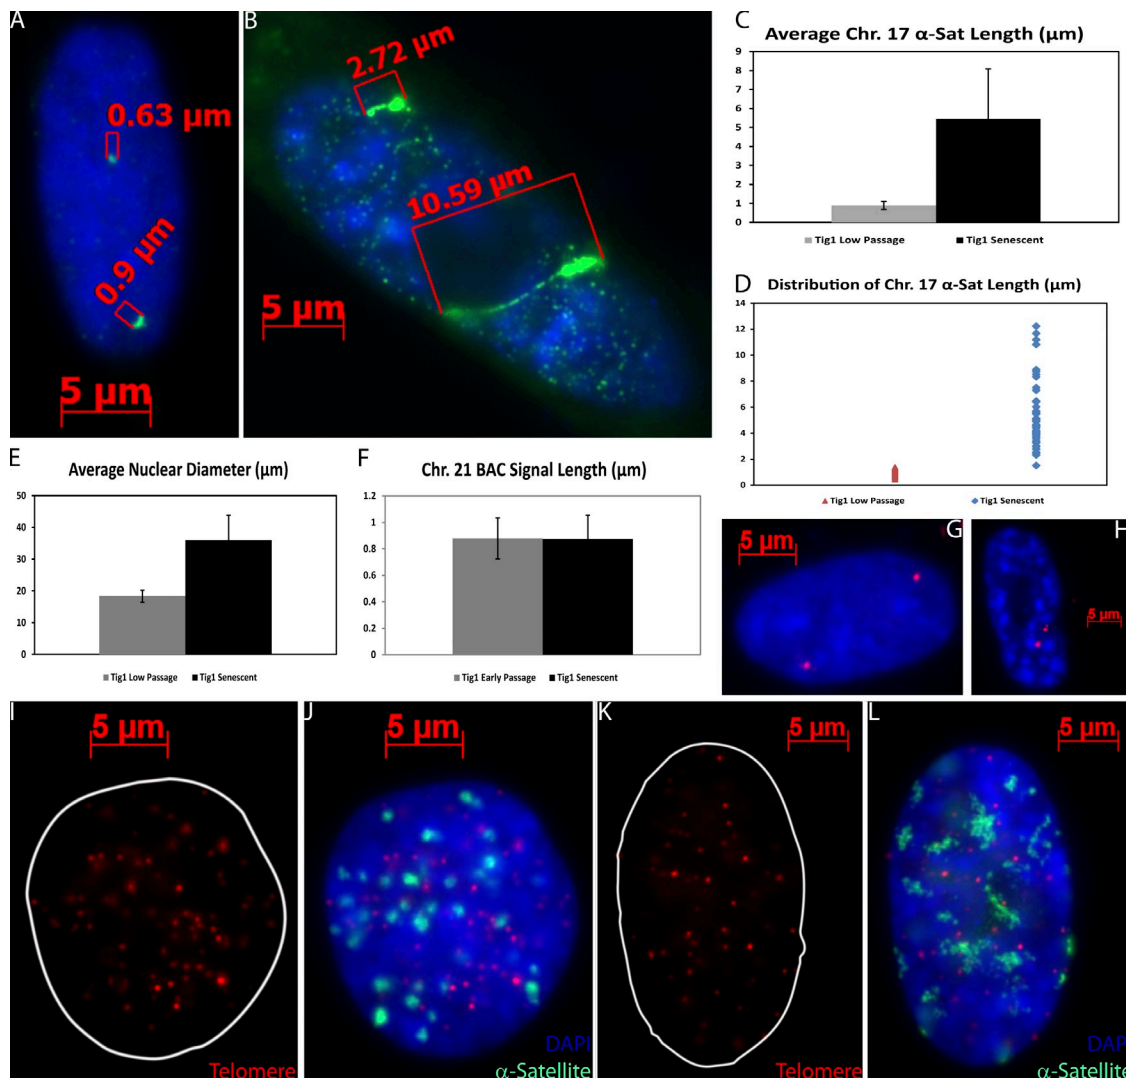 A
0.63 µm
0.9 µm
5 µm
B
2.72 µm
10.59 µm
5 µm
C
Average Chr. 17 α-Sat Length (µm)
9
8
7
6
5
4
3
2
1
0
Tig1 Low Passage
Tig1 Senescent
D
Distribution of Chr. 17 α-Sat Length (µm)
14
12
10
8
6
4
2
0
Tig1 Low Passage
Tig1 Senescent
E
Average Nuclear Diameter (µm)
50
40
30
20
10
0
Tig1 Low Passage
Tig1 Senescent
F
Chr. 21 BAC Signal Length (µm)
1.2
1
0.8
0.6
0.4
0.2
0
Tig1 Early Passage
Tig1 Senescent
G
5 µm
H
5 µm
I
5 µm
Telomere
J
5 µm
DAPI
α-Satellite
K
5 µm
Telomere
L
5 µm
DAPI
α-Satellite